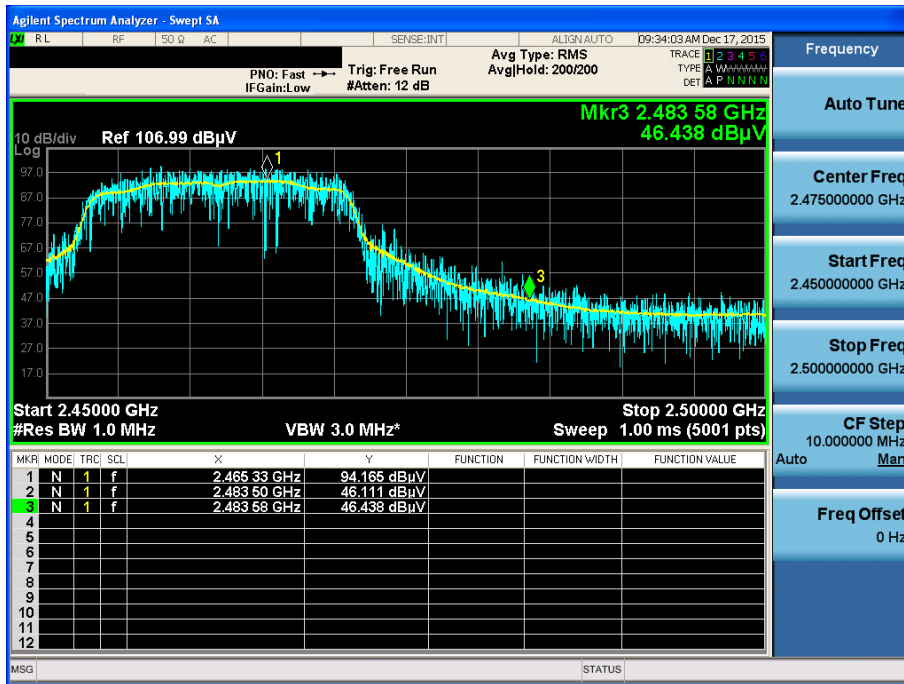 Agilent Spectrum Analyzer - Swept SA
LXI RL RF 50 Ω AC SENSE:INT ALIGN AUTO 09:34:03 AM Dec 17, 2015
PNO: Fast Trig: Free Run Avg Type: RMS TRACE 1 2 3 4 5 6
IFGain:Low #Atten: 12 dB Avg|Hold: 200/200 TYPE A WWWWW
DET A P N N N N
Mkr3 2.483 58 GHz
46.438 dBµV
10 dB/div Ref 106.99 dBµV
Log
97.0
87.0
77.0
67.0
57.0
47.0
37.0
27.0
17.0
1
3
Start 2.45000 GHz Stop 2.50000 GHz
#Res BW 1.0 MHz VBW 3.0 MHz* Sweep 1.00 ms (5001 pts)
MKR MODE TRC SCL X Y FUNCTION FUNCTION WIDTH FUNCTION VALUE
1 N 1 f 2.465 33 GHz 94.165 dBµV
2 N 1 f 2.483 50 GHz 46.111 dBµV
3 N 1 f 2.483 58 GHz 46.438 dBµV
4
5
6
7
8
9
10
11
12
MSG STATUS
Frequency
Auto Tune
Center Freq
2.475000000 GHz
Start Freq
2.450000000 GHz
Stop Freq
2.500000000 GHz
CF Step
10.000000 MHz
Auto Man
Freq Offset
0 Hz